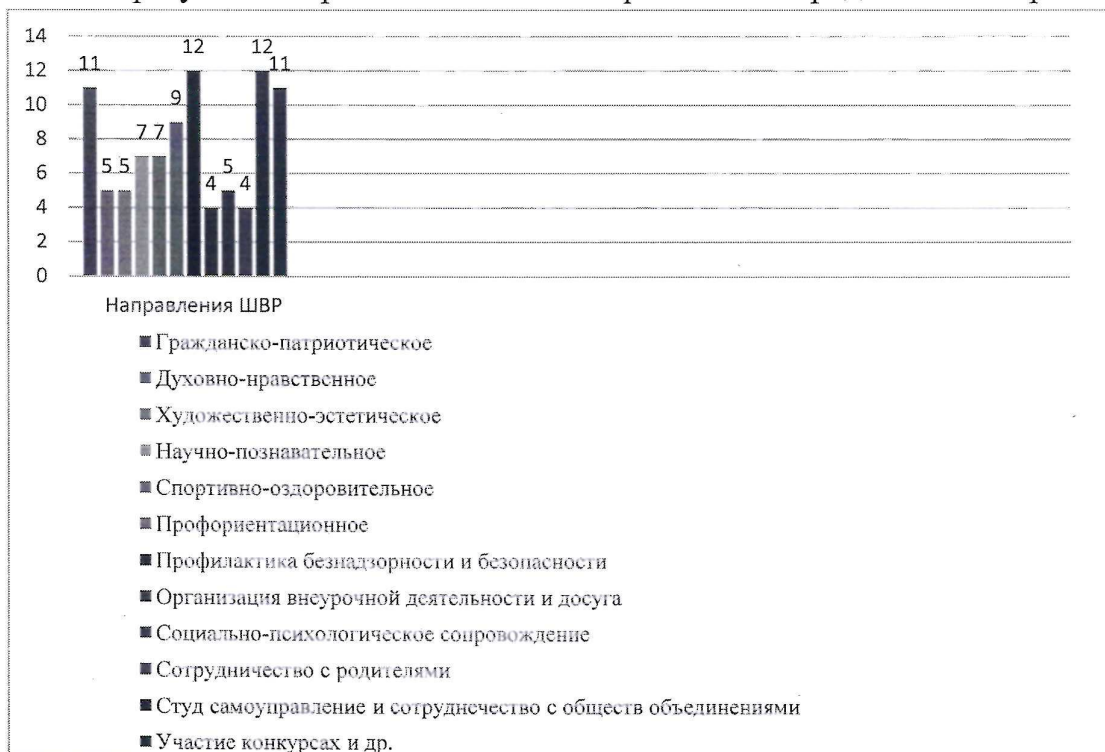 14
12
10
8
6
4
2
0
11 5 5 7 7 9 12 4 5 4 12 11
Направления ШВР
Гражданско-патриотическое
Духовно-нравственное
Художественно-эстетическое
Научно-познавательное
Спортивно-оздоровительное
Профориентационное
Профилактика безнадзорности и безопасности
Организация внеурочной деятельности и досуга
Социально-психологическое сопровождение
Сотрудничество с родителями
Студ самоуправление и сотруднечество с обществ объединениями
Участие конкурсах и др.